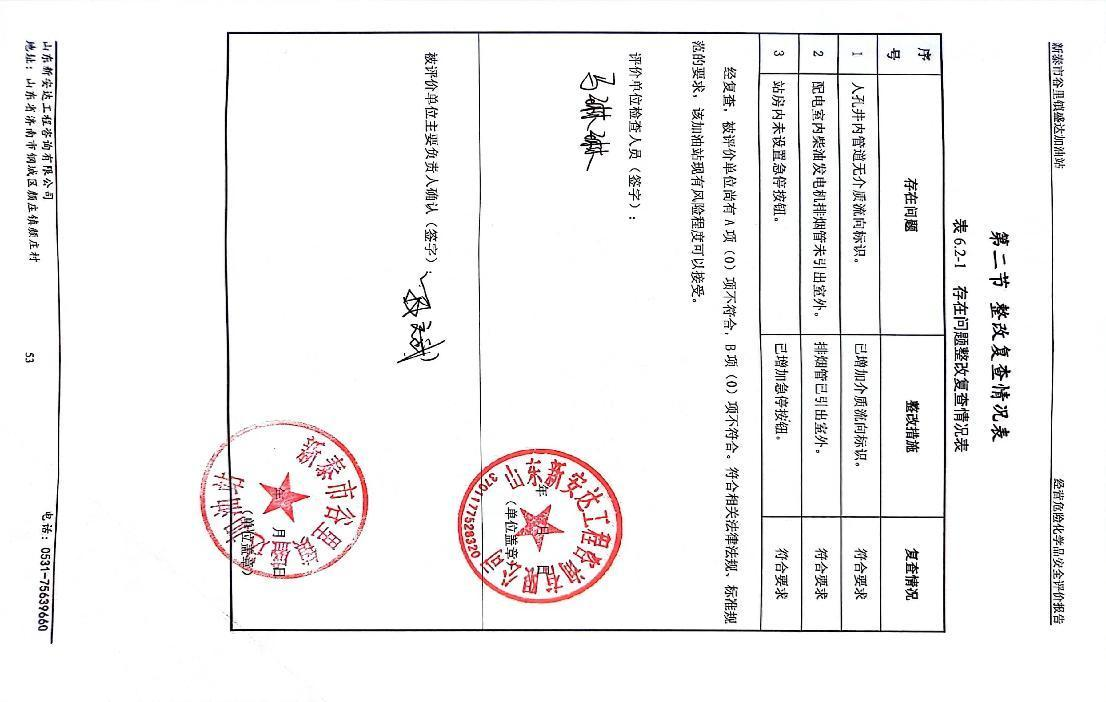 新泰市谷里镇盛达加油站 经营危险化学品安全评价报告
第二节 整改复查情况表
表 6.2-1 存在问题整改复查情况表
序号 存在问题 整改措施 复查情况
1 人孔井内管道无介质流向标识。 已增加介质流向标识。 符合要求
2 配电室内柴油发电机排烟管未引出室外。 排烟管已引出室外。 符合要求
3 站房内未设置急停按钮。 已增加急停按钮。 符合要求
经复查，被评价单位尚有 A 项（0）项不符合，B 项（0）项不符合。符合相关法律法规、标准规
范的要求，该加油站现有风险程度可以接受。
评价单位检查人员（签字）：
山东新安达工程咨询有限公司
3701177528320
年 月 日
（单位盖章）
被评价单位主要负责人确认（签字）：
新泰市谷里镇盛达加油站
年 月 日
（单位盖章）
山东新安达工程咨询有限公司
地址：山东省济南市钢城区颜庄镇颜庄村 53 电话：0531-75639660